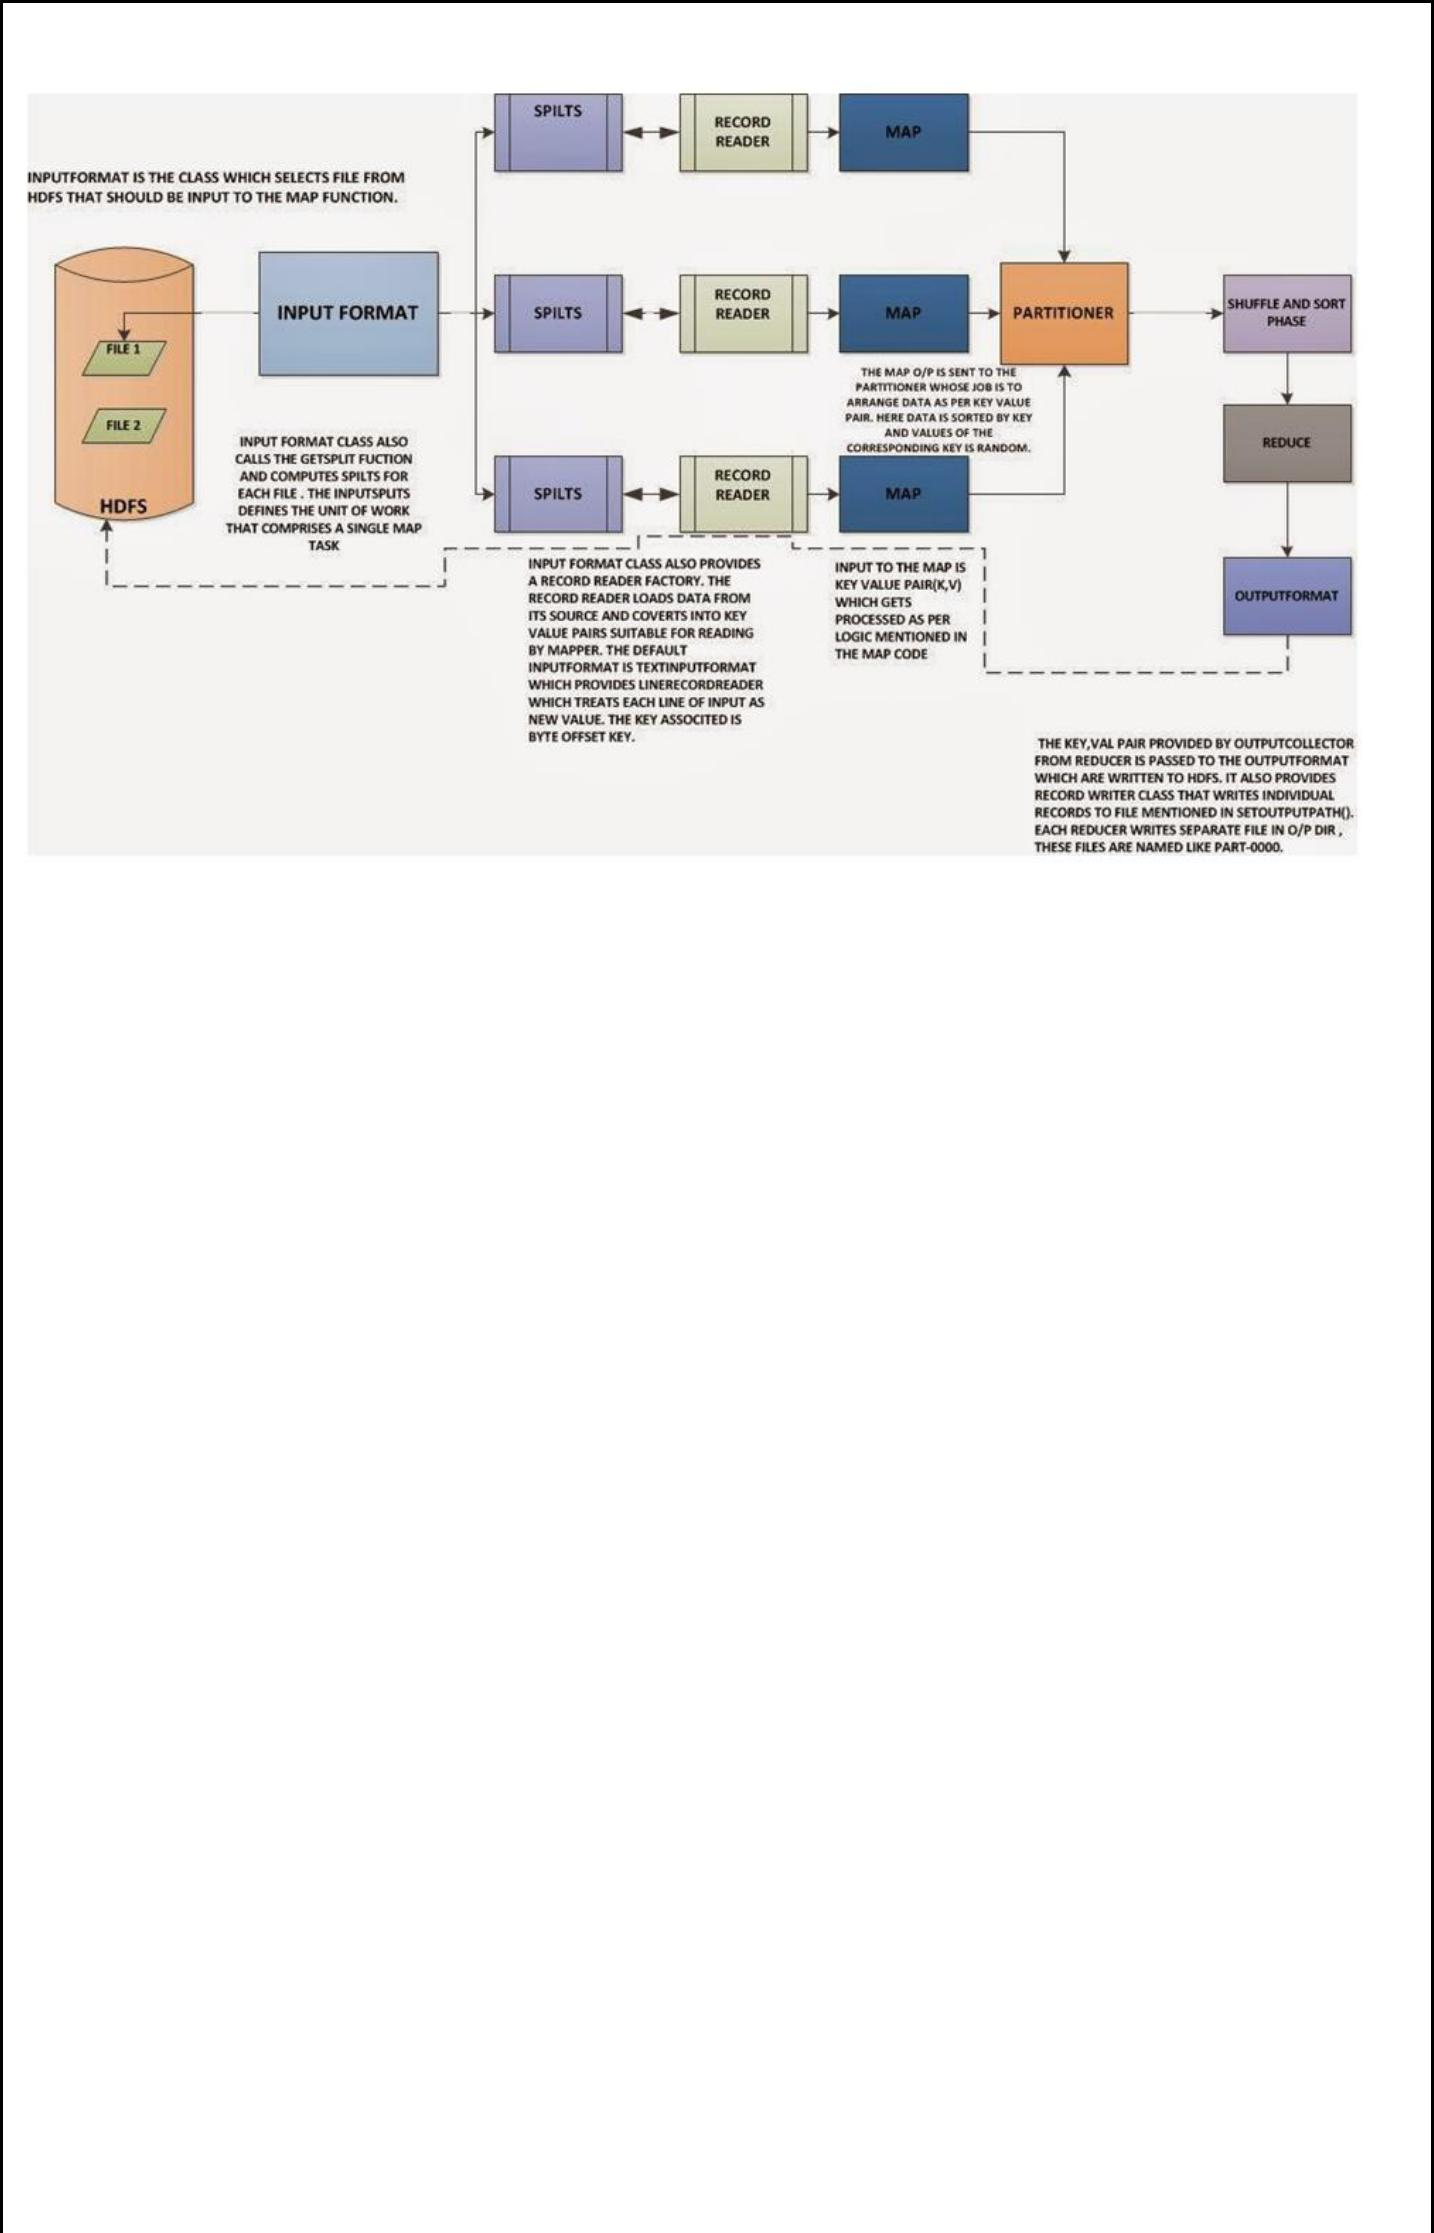 SPILTS
RECORD
READER
MAP
INPUTFORMAT IS THE CLASS WHICH SELECTS FILE FROM
HDFS THAT SHOULD BE INPUT TO THE MAP FUNCTION.
FILE 1
FILE 2
HDFS
INPUT FORMAT
SPILTS
RECORD
READER
MAP
PARTITIONER
SHUFFLE AND SORT
PHASE
THE MAP O/P IS SENT TO THE
PARTITIONER WHOSE JOB IS TO
ARRANGE DATA AS PER KEY VALUE
PAIR. HERE DATA IS SORTED BY KEY
AND VALUES OF THE
CORRESPONDING KEY IS RANDOM.
REDUCE
INPUT FORMAT CLASS ALSO
CALLS THE GETSPLIT FUCTION
AND COMPUTES SPILTS FOR
EACH FILE . THE INPUTSPLITS
DEFINES THE UNIT OF WORK
THAT COMPRISES A SINGLE MAP
TASK
SPILTS
RECORD
READER
MAP
INPUT FORMAT CLASS ALSO PROVIDES
A RECORD READER FACTORY. THE
RECORD READER LOADS DATA FROM
ITS SOURCE AND COVERTS INTO KEY
VALUE PAIRS SUITABLE FOR READING
BY MAPPER. THE DEFAULT
INPUTFORMAT IS TEXTINPUTFORMAT
WHICH PROVIDES LINERECORDREADER
WHICH TREATS EACH LINE OF INPUT AS
NEW VALUE. THE KEY ASSOCITED IS
BYTE OFFSET KEY.
INPUT TO THE MAP IS
KEY VALUE PAIR(K,V)
WHICH GETS
PROCESSED AS PER
LOGIC MENTIONED IN
THE MAP CODE
OUTPUTFORMAT
THE KEY,VAL PAIR PROVIDED BY OUTPUTCOLLECTOR
FROM REDUCER IS PASSED TO THE OUTPUTFORMAT
WHICH ARE WRITTEN TO HDFS. IT ALSO PROVIDES
RECORD WRITER CLASS THAT WRITES INDIVIDUAL
RECORDS TO FILE MENTIONED IN SETOUTPUTPATH().
EACH REDUCER WRITES SEPARATE FILE IN O/P DIR ,
THESE FILES ARE NAMED LIKE PART-0000.